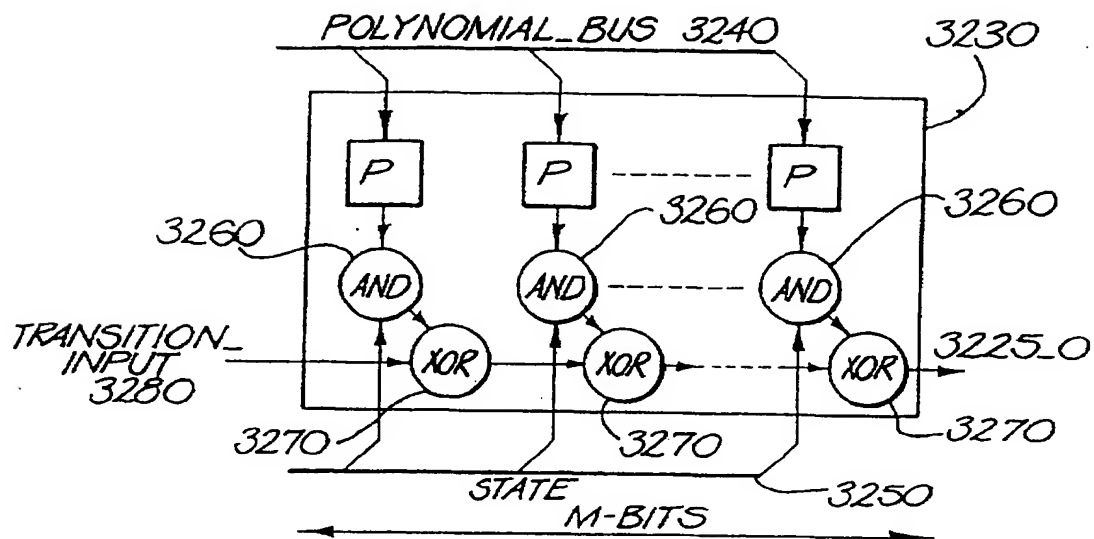 POLYNOMIAL_BUS 3240
3230
P
P
P
3260
3260
3260
AND
AND
AND
TRANSITION_
INPUT
3280
XOR
XOR
XOR
3225_0
3270
3270
3270
STATE
3250
M-BITS